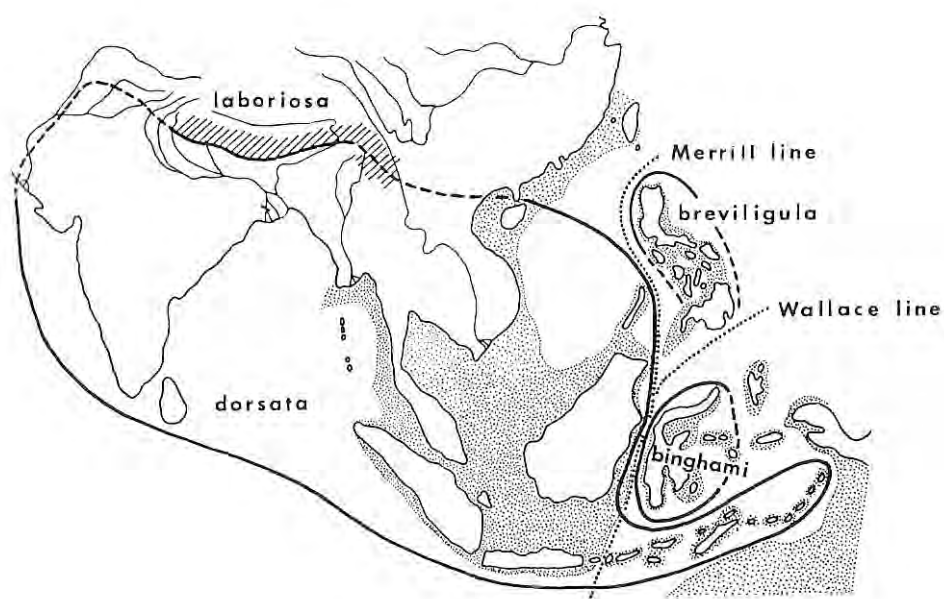 laboriosa
Merrill line
breviligula
Wallace line
dorsata
binghami